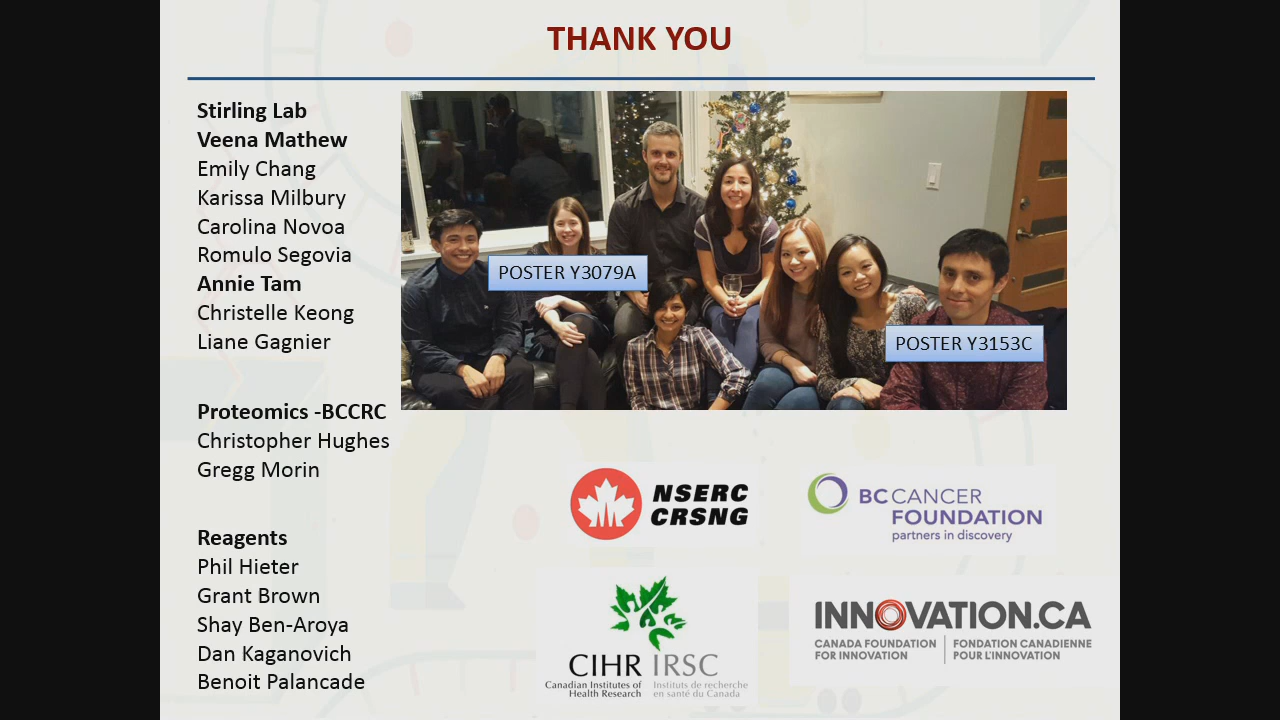 THANK YOU
Stirling Lab
Veena Mathew
Emily Chang
Karissa Milbury
Carolina Novoa
Romulo Segovia
Annie Tam
Christelle Keong
Liane Gagnier
POSTER Y3079A
POSTER Y3153C
Proteomics -BCCRC
Christopher Hughes
Gregg Morin
Reagents
Phil Hieter
Grant Brown
Shay Ben-Aroya
Dan Kaganovich
Benoit Palancade
NSERC
CRSNG
BC CANCER
FOUNDATION
partners in discovery
CIHR IRSC
Canadian Institutes of Health Research
Instituts de recherche en santé du Canada
INNOVATION.CA
CANADA FOUNDATION FOR INNOVATION
FONDATION CANADIENNE POUR L'INNOVATION